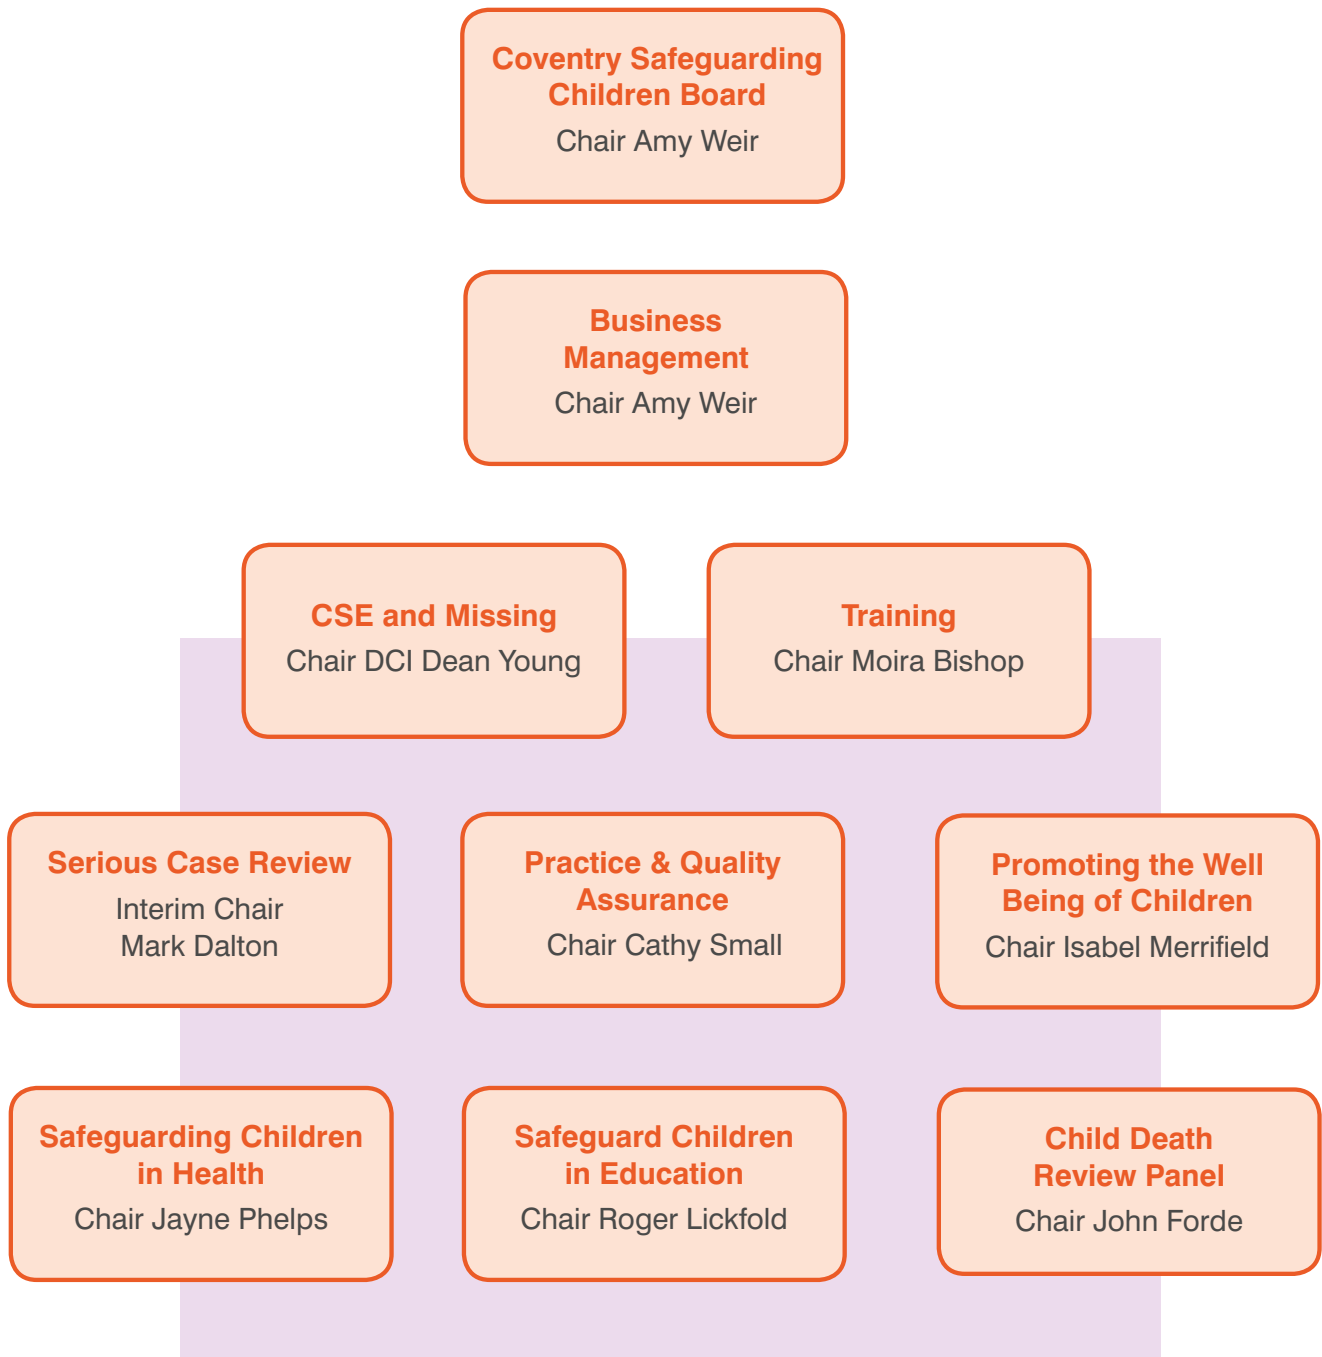 Coventry Safeguarding
Children Board
Chair Amy Weir
Business
Management
Chair Amy Weir
CSE and Missing
Chair DCI Dean Young
Training
Chair Moira Bishop
Serious Case Review
Interim Chair
Mark Dalton
Practice & Quality
Assurance
Chair Cathy Small
Promoting the Well
Being of Children
Chair Isabel Merrifield
Safeguarding Children
in Health
Chair Jayne Phelps
Safeguard Children
in Education
Chair Roger Lickfold
Child Death
Review Panel
Chair John Forde